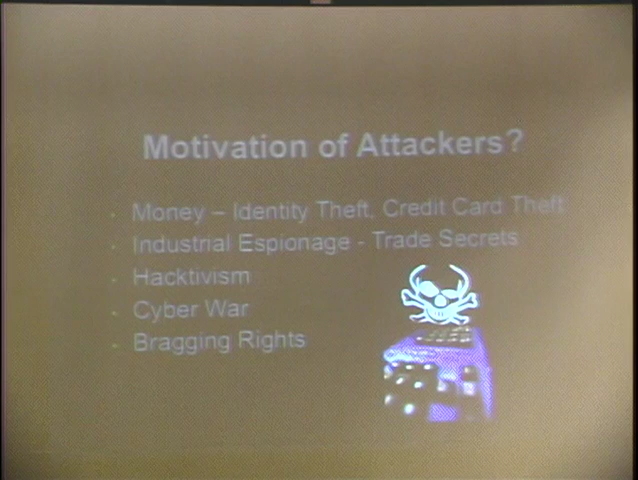 Motivation of Attackers?
· Money – Identity Theft, Credit Card Theft
· Industrial Espionage - Trade Secrets
· Hacktivism
· Cyber War
· Bragging Rights